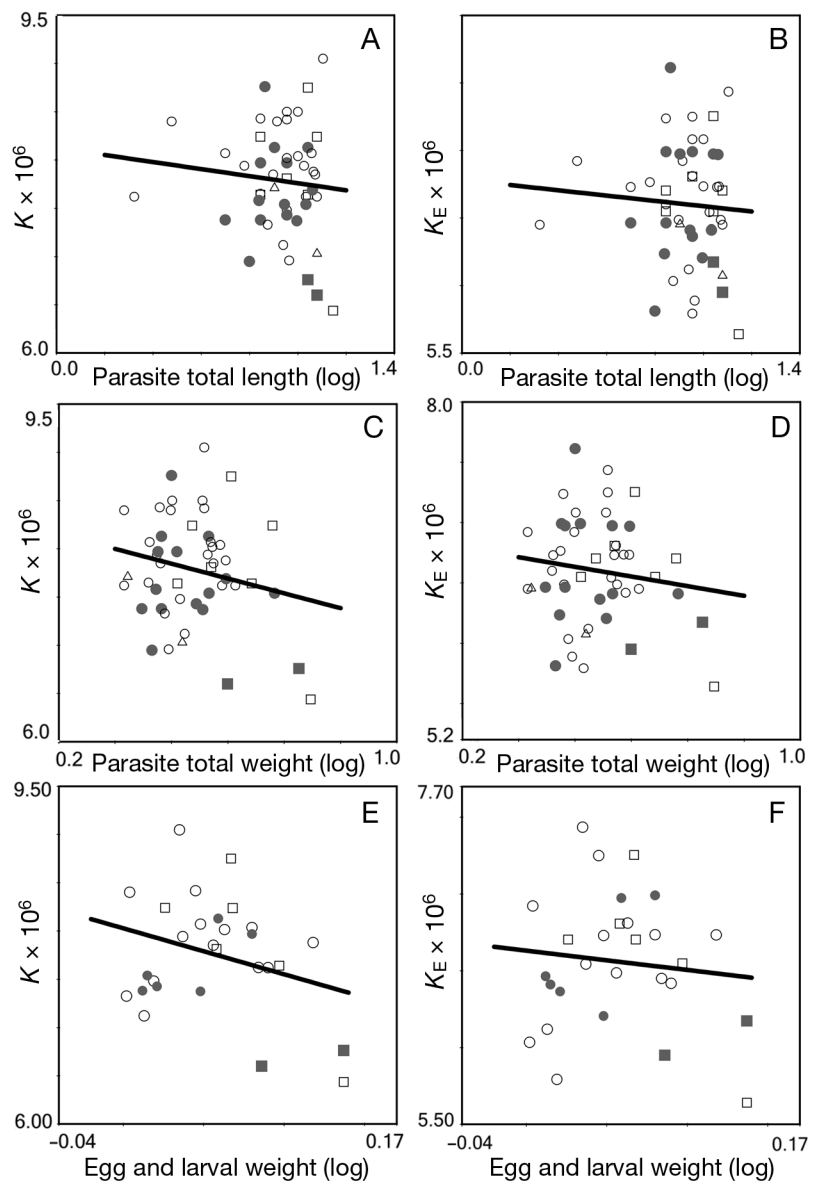 9.5
A
K × 10⁶
6.0
0.0
1.4
Parasite total length (log)
B
K_E × 10⁶
5.5
0.0
1.4
Parasite total length (log)
9.5
C
K × 10⁶
6.0
0.2
1.0
Parasite total weight (log)
8.0
D
K_E × 10⁶
5.2
0.2
1.0
Parasite total weight (log)
9.50
E
K × 10⁶
6.00
−0.04
0.17
Egg and larval weight (log)
7.70
F
K_E × 10⁶
5.50
−0.04
0.17
Egg and larval weight (log)